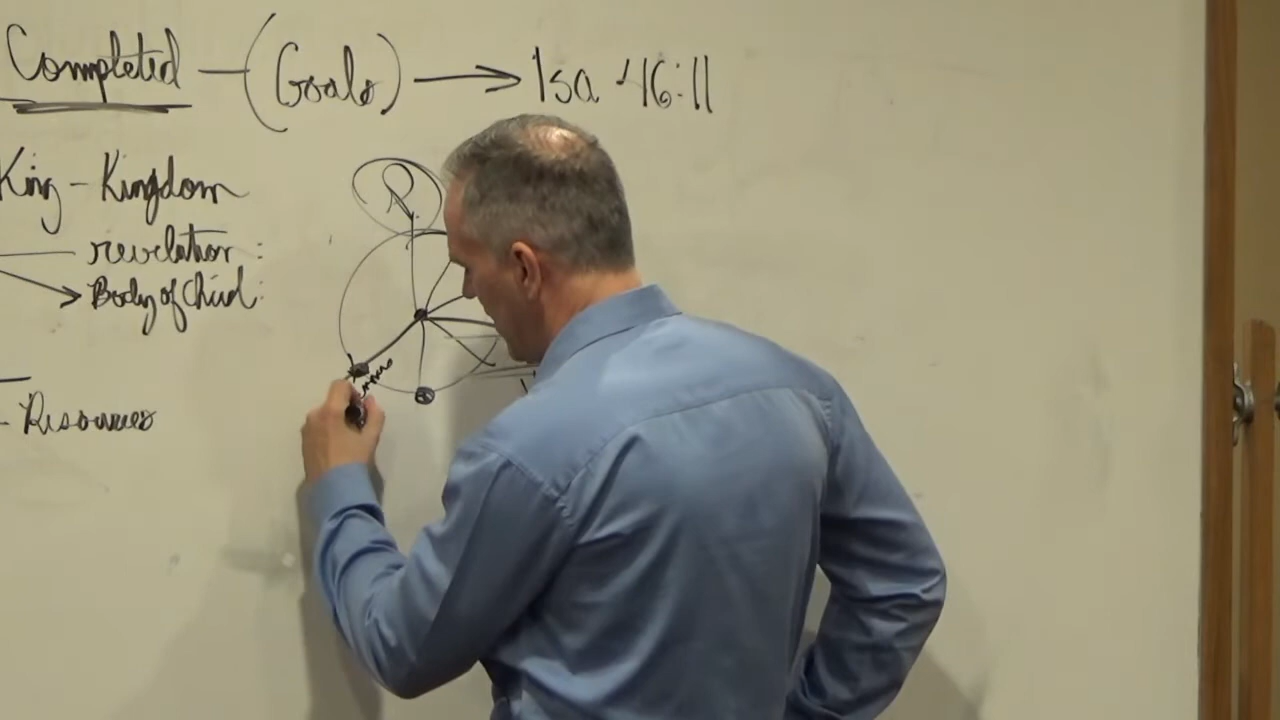 Completed — (Goals) → Isa 46:11
King - Kingdom
R
revelation:
Body of Christ:
- Resources